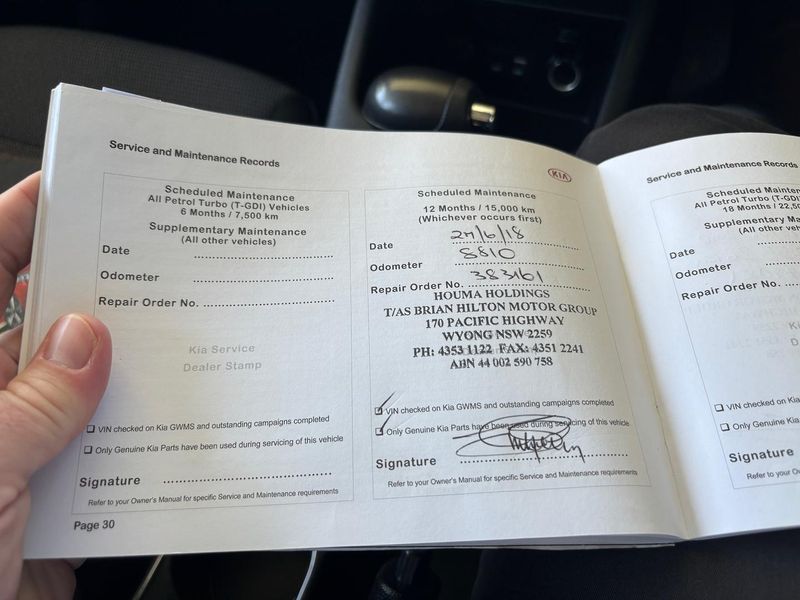 Service and Maintenance Records
Scheduled Maintenance
All Petrol Turbo (T-GDI) Vehicles
6 Months / 7,500 km
Supplementary Maintenance
(All other vehicles)
Date
Odometer
Repair Order No.
Kia Service
Dealer Stamp
❑ VIN checked on Kia GWMS and outstanding campaigns completed
❑ Only Genuine Kia Parts have been used during servicing of this vehicle
Signature
Refer to your Owner's Manual for specific Service and Maintenance requirements
Page 30
KIA
Scheduled Maintenance
12 Months / 15,000 km
(Whichever occurs first)
Date 27/6/18
Odometer 8810
Repair Order No. 383161
HOUMA HOLDINGS
T/AS BRIAN HILTON MOTOR GROUP
170 PACIFIC HIGHWAY
WYONG NSW 2259
PH: 4353 1122 FAX: 4351 2241
ABN 44 002 590 758
❑ VIN checked on Kia GWMS and outstanding campaigns completed
❑ Only Genuine Kia Parts have been used during servicing of this vehicle
Signature
Refer to your Owner's Manual for specific Service and Maintenance requirements
Service and Maintenance Records
Scheduled
All Petrol Turbo (T-GDI)
18 Months / 22,50
Supplementary
(All other
Date
Odometer
Repair Order No.
❑ VIN checked on Kia
❑ Only Genuine Kia
Signature
Refer to your Owner's Manual